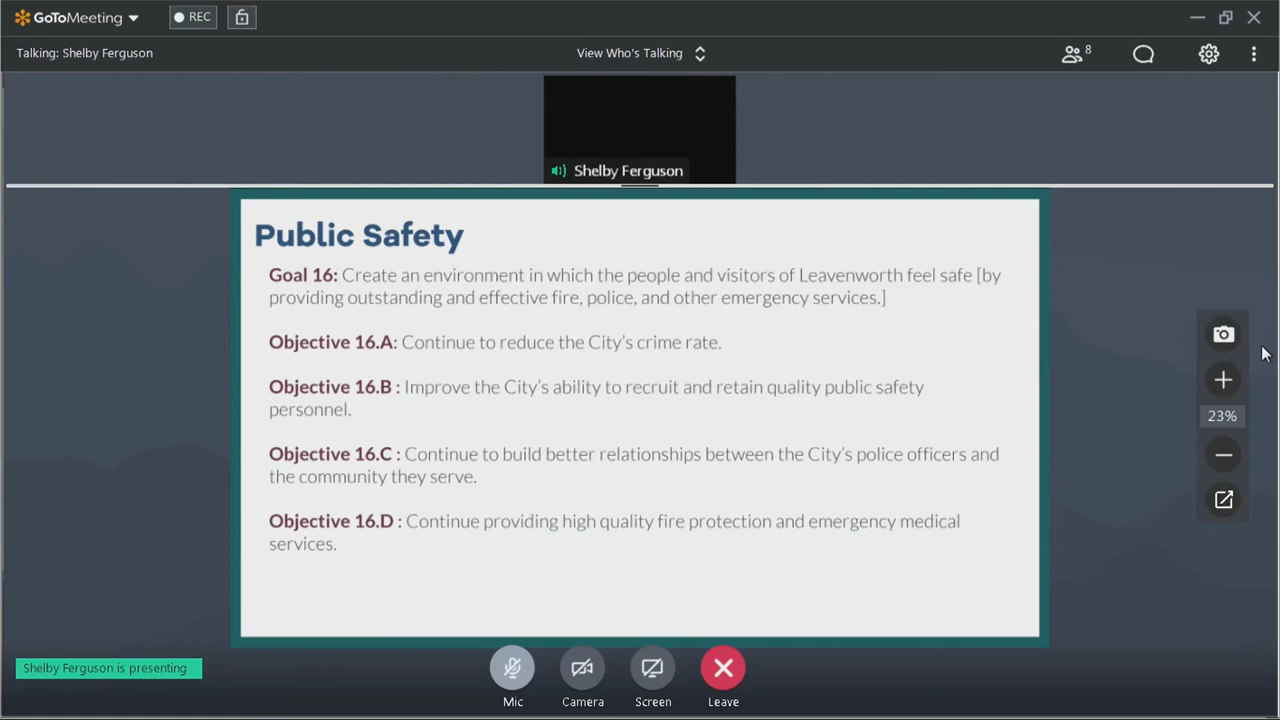 GoToMeeting
REC
Talking: Shelby Ferguson
View Who's Talking
8
Shelby Ferguson
Public Safety
Goal 16: Create an environment in which the people and visitors of Leavenworth feel safe [by
providing outstanding and effective fire, police, and other emergency services.]
Objective 16.A: Continue to reduce the City's crime rate.
Objective 16.B : Improve the City's ability to recruit and retain quality public safety
personnel.
Objective 16.C : Continue to build better relationships between the City's police officers and
the community they serve.
Objective 16.D : Continue providing high quality fire protection and emergency medical
services.
23%
Shelby Ferguson is presenting
Mic
Camera
Screen
Leave